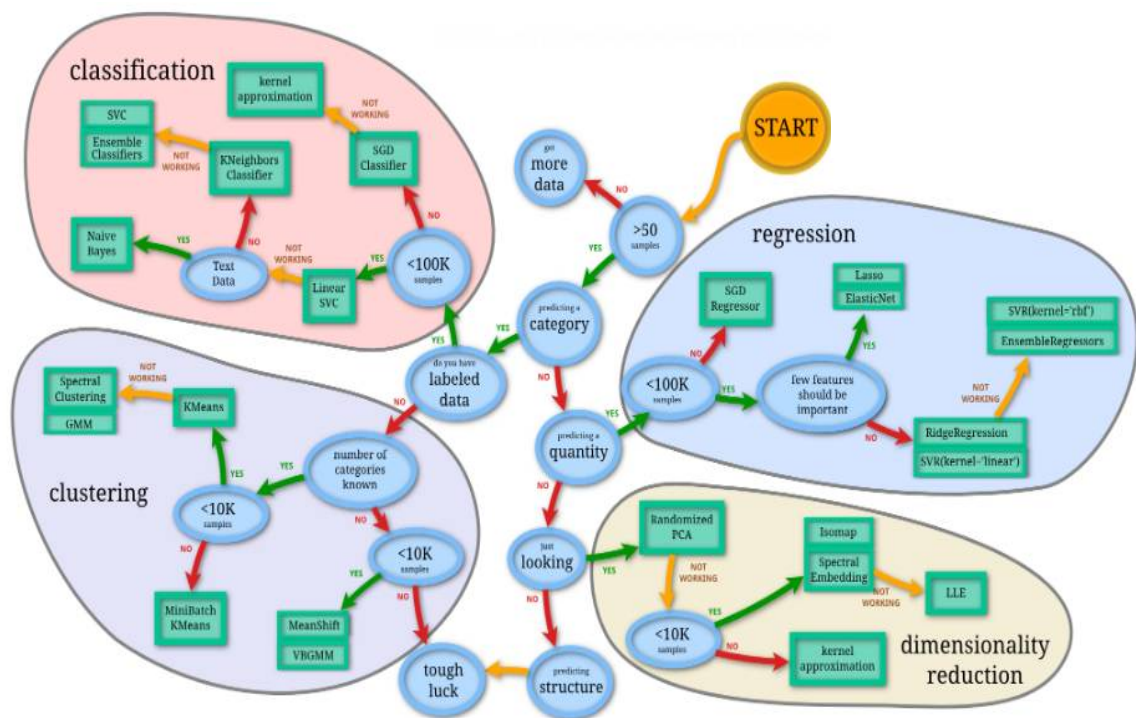 classification
kernel
approximation
NOT
WORKING
SVC
Ensemble
Classifiers
NOT
WORKING
KNeighbors
Classifier
SGD
Classifier
NO
Naive
Bayes
YES
Text
Data
NO
NOT
WORKING
Linear
SVC
YES
<100K
samples
START
get
more
data
NO
>50
samples
YES
predicting a
category
YES
YES
do you have
labeled
data
NO
NO
predicting a
quantity
YES
NO
Just
looking
YES
NO
predicting
structure
tough
luck
regression
SGD
Regressor
NO
<100K
samples
YES
Lasso
ElasticNet
YES
few features
should be
important
NO
SVR(kernel='rbf')
EnsembleRegressors
NOT
WORKING
RidgeRegression
SVR(kernel='linear')
clustering
Spectral
Clustering
GMM
NOT
WORKING
KMeans
YES
<10K
samples
YES
number of
categories
known
NO
NO
MiniBatch
KMeans
<10K
samples
YES
NO
MeanShift
VBGMM
Randomized
PCA
NOT
WORKING
<10K
samples
YES
NO
Isomap
Spectral
Embedding
NOT
WORKING
LLE
kernel
approximation
dimensionality
reduction